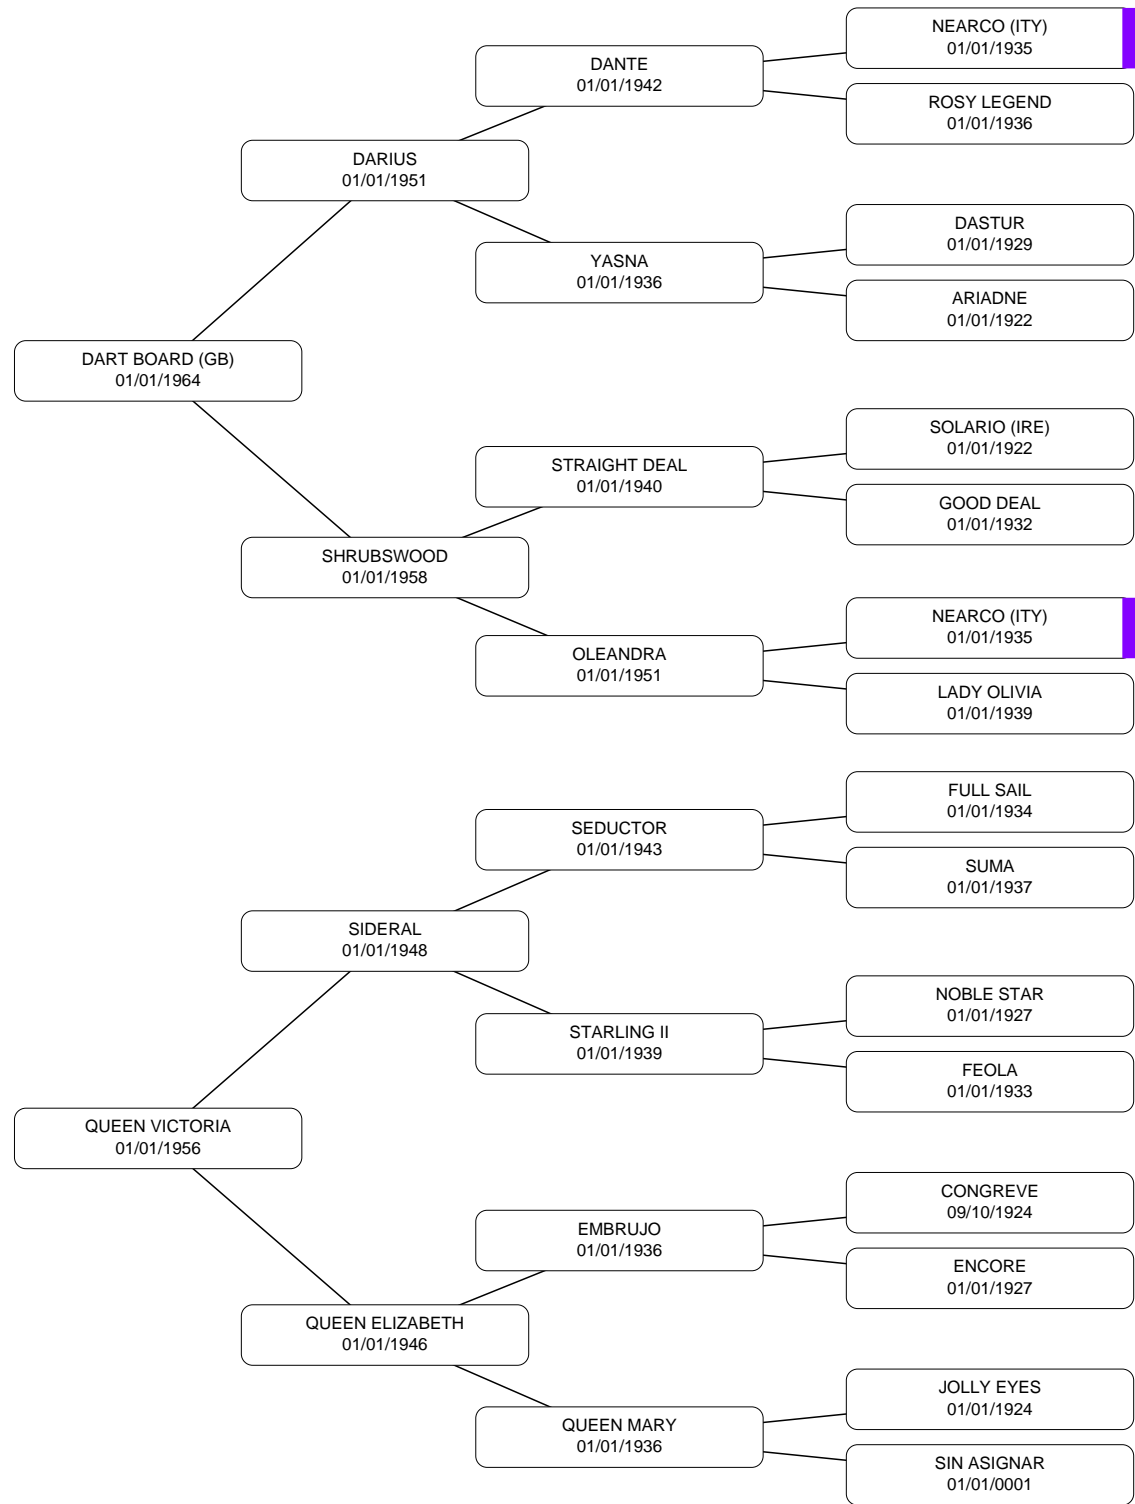 NEARCO (ITY)
01/01/1935
DANTE
01/01/1942
ROSY LEGEND
01/01/1936
DARIUS
01/01/1951
DASTUR
01/01/1929
YASNA
01/01/1936
ARIADNE
01/01/1922
DART BOARD (GB)
01/01/1964
SOLARIO (IRE)
01/01/1922
STRAIGHT DEAL
01/01/1940
GOOD DEAL
01/01/1932
SHRUBSWOOD
01/01/1958
NEARCO (ITY)
01/01/1935
OLEANDRA
01/01/1951
LADY OLIVIA
01/01/1939
FULL SAIL
01/01/1934
SEDUCTOR
01/01/1943
SUMA
01/01/1937
SIDERAL
01/01/1948
NOBLE STAR
01/01/1927
STARLING II
01/01/1939
FEOLA
01/01/1933
QUEEN VICTORIA
01/01/1956
CONGREVE
09/10/1924
EMBRUJO
01/01/1936
ENCORE
01/01/1927
QUEEN ELIZABETH
01/01/1946
JOLLY EYES
01/01/1924
QUEEN MARY
01/01/1936
SIN ASIGNAR
01/01/0001